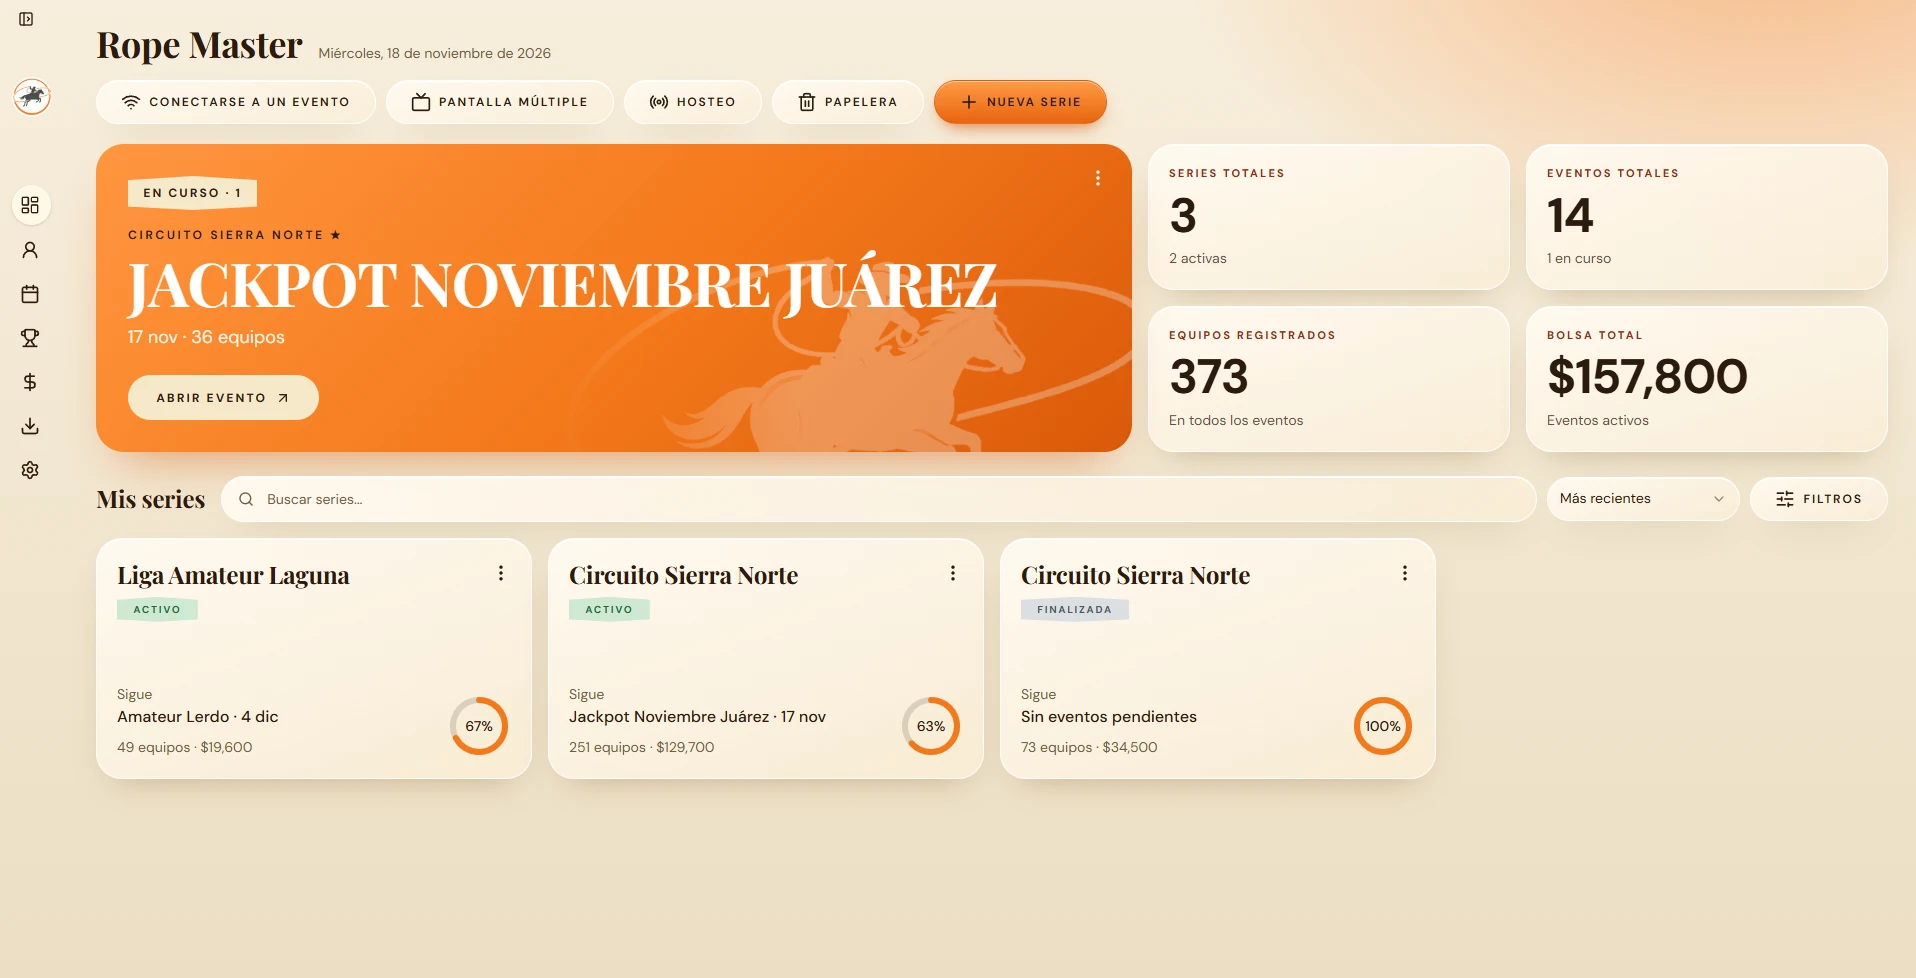 Rope Master
Miércoles, 18 de noviembre de 2026
CONECTARSE A UN EVENTO
PANTALLA MÚLTIPLE
HOSTEO
PAPELERA
NUEVA SERIE
EN CURSO · 1
CIRCUITO SIERRA NORTE ★
JACKPOT NOVIEMBRE JUÁREZ
17 nov · 36 equipos
ABRIR EVENTO
SERIES TOTALES
3
2 activas
EVENTOS TOTALES
14
1 en curso
EQUIPOS REGISTRADOS
373
En todos los eventos
BOLSA TOTAL
$157,800
Eventos activos
Mis series
Buscar series...
Más recientes
FILTROS
Liga Amateur Laguna
ACTIVO
Sigue
Amateur Lerdo · 4 dic
49 equipos · $19,600
67%
Circuito Sierra Norte
ACTIVO
Sigue
Jackpot Noviembre Juárez · 17 nov
251 equipos · $129,700
63%
Circuito Sierra Norte
FINALIZADA
Sigue
Sin eventos pendientes
73 equipos · $34,500
100%